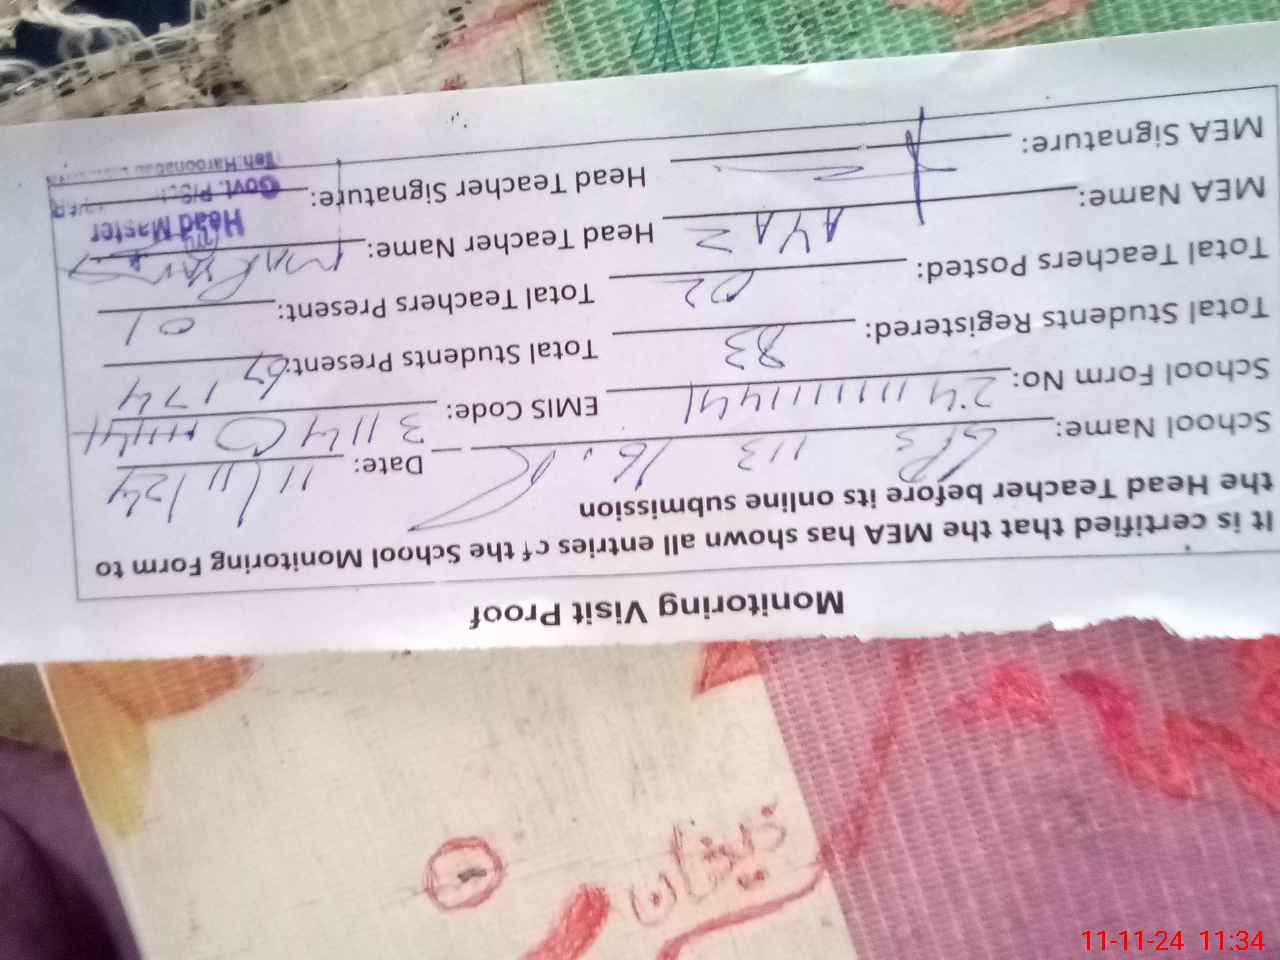 Monitoring Visit Proof
It is certified that the MEA has shown all entries of the School Monitoring Form to
the Head Teacher before its online submission
School Name: GPS 113 16.R Date: 11/11/24
School Form No: EMIS Code: 311 174
Total Students Registered: 83 Total Students Present: 67
Total Teachers Posted: 02 Total Teachers Present: 01
MEA Name: AYAZ Head Teacher Name:
MEA Signature: Head Teacher Signature:
Head Master
Govt.
Teh: Haroonabad
ذیشان
11-11-24 11:34